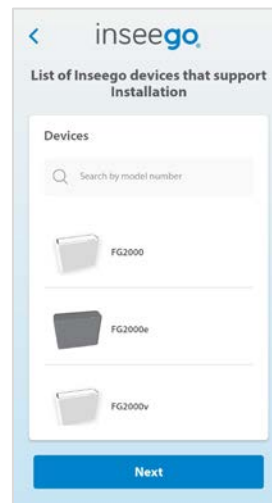 inseego
List of Inseego devices that support
Installation
Devices
Search by model number
FG2000
FG2000e
FG2000v
Next